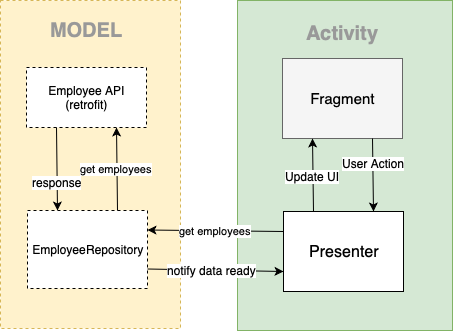 MODEL
Activity
Employee API
(retrofit)
Fragment
response
get employees
Update UI
User Action
EmployeeRepository
get employees
notify data ready
Presenter